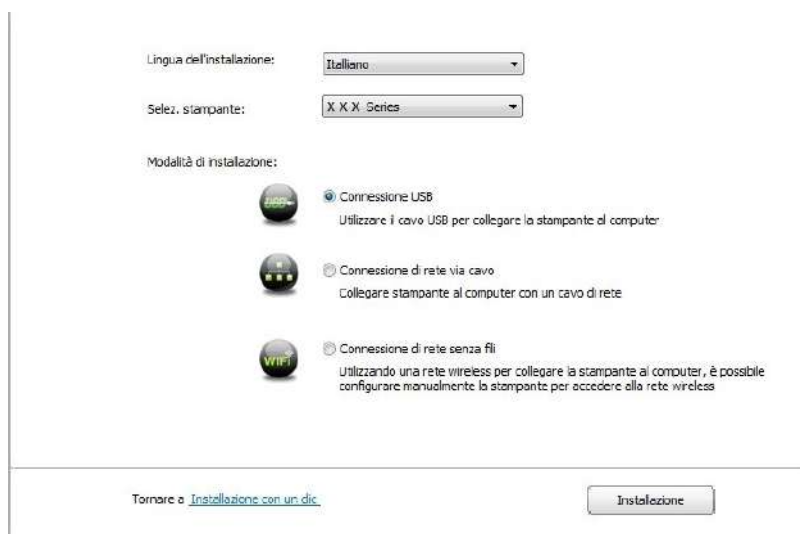 Lingua dell'installazione:
Italliano
Selez. stampante:
X X X Series
Modalità di installazione:
USB
Connessione USB
Utilizzare il cavo USB per collegare la stampante al computer
Connessione di rete via cavo
Collegare stampante al computer con un cavo di rete
WiFi
Connessione di rete senza fili
Utilizzando una rete wireless per collegare la stampante al computer, è possibile
configurare manualmente la stampante per accedere alla rete wireless
Tornare a Installazione con un clic
Installazione